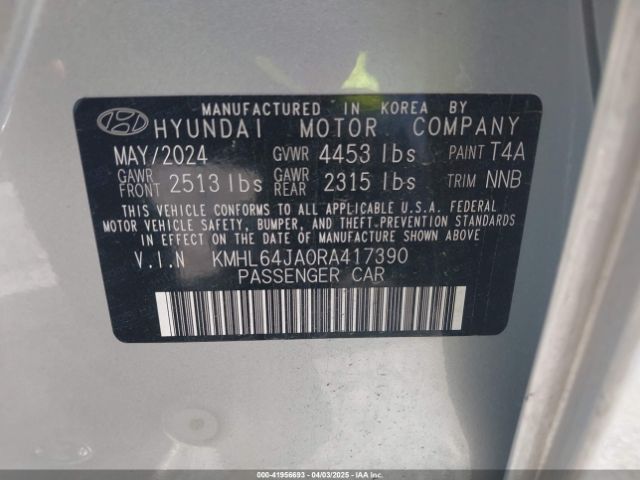 MANUFACTURED IN KOREA BY
HYUNDAI MOTOR COMPANY
MAY/2024 GVWR 4453 lbs PAINT T4A
GAWR FRONT 2513 lbs GAWR REAR 2315 lbs TRIM NNB
THIS VEHICLE CONFORMS TO ALL APPLICABLE U.S.A. FEDERAL
MOTOR VEHICLE SAFETY, BUMPER, AND THEFT PREVENTION STANDARDS
IN EFFECT ON THE DATE OF MANUFACTURE SHOWN ABOVE.
V.I.N KMHL64JA0RA417390
PASSENGER CAR
000-41956693 - 04/03/2025 - IAAI.COM